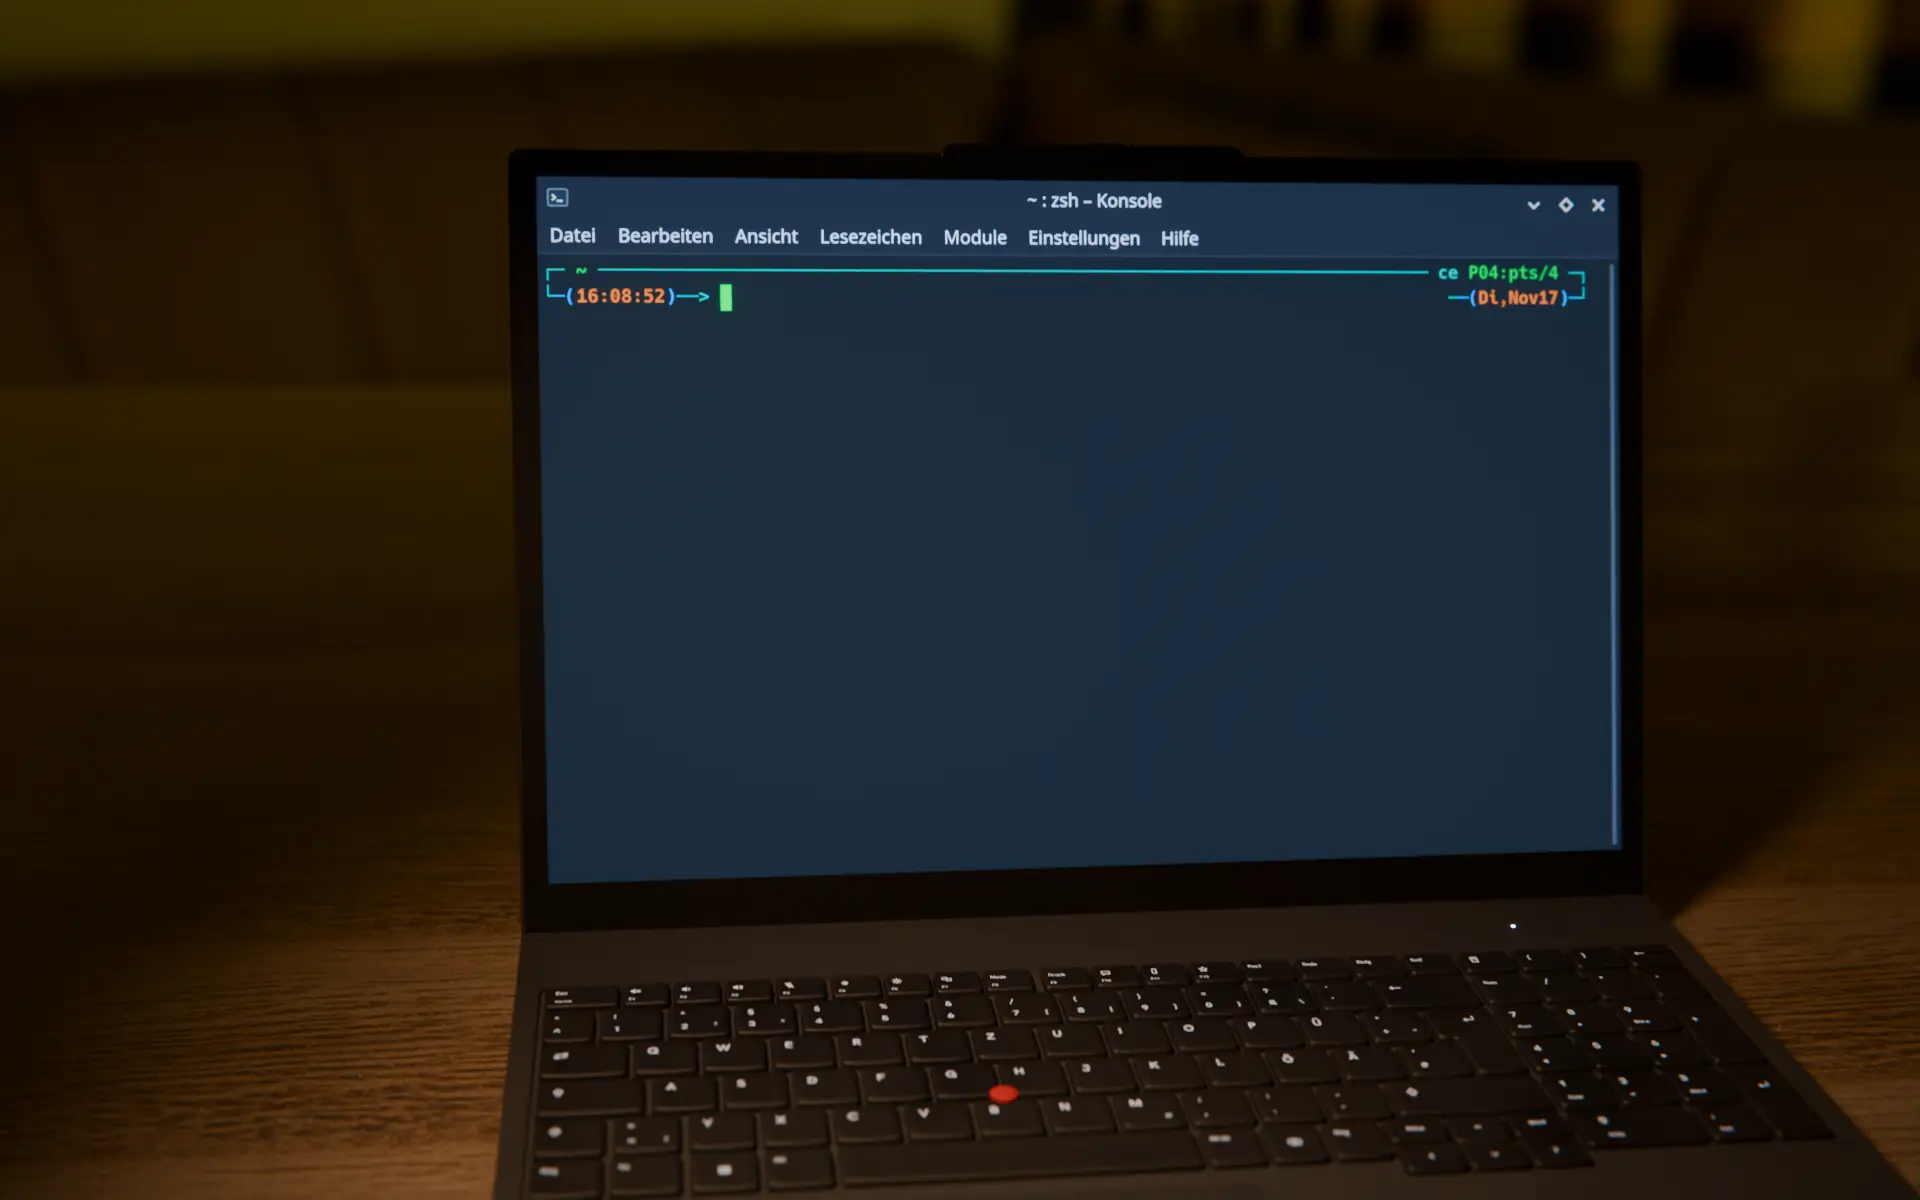 ~ : zsh – Konsole
Datei Bearbeiten Ansicht Lesezeichen Module Einstellungen Hilfe
~ ce P04:pts/4
(16:08:52)—> —(Di,Nov17)
Q W E R T Z U I O P Ü
A S D F G H J K L Ö Ä
Y X C V B N M